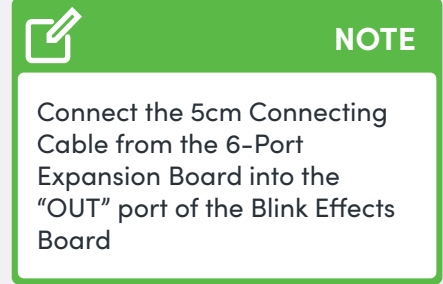 NOTE
Connect the 5cm Connecting
Cable from the 6-Port
Expansion Board into the
“OUT” port of the Blink Effects
Board